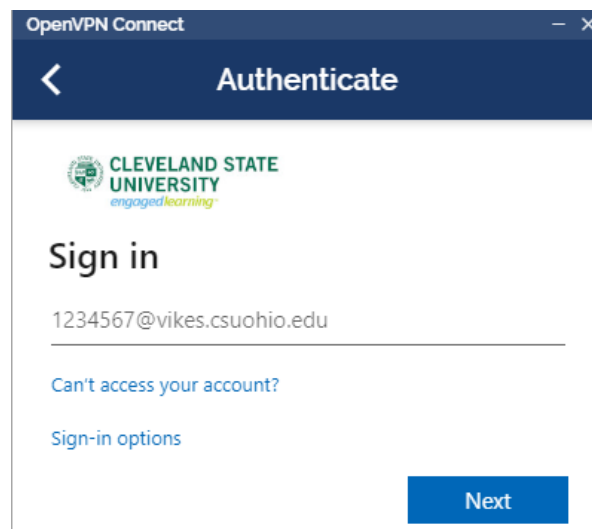 OpenVPN Connect
Authenticate
CLEVELAND STATE
UNIVERSITY
engagedlearning
Sign in
1234567@vikes.csuohio.edu
Can't access your account?
Sign-in options
Next